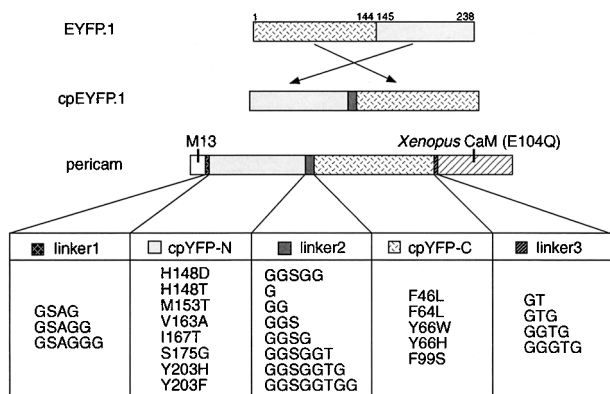 EYFP.1
1 144 145 238
cpEYFP.1
M13
Xenopus CaM (E104Q)
pericam
linker1
cpYFP-N
linker2
cpYFP-C
linker3
GSAG
GSAGG
GSAGGG
H148D
H148T
M153T
V163A
I167T
S175G
Y203H
Y203F
GGSGG
G
GG
GGS
GGSG
GGSGGT
GGSGGTG
GGSGGTGG
F46L
F64L
Y66W
Y66H
F99S
GT
GTG
GGTG
GGGTG